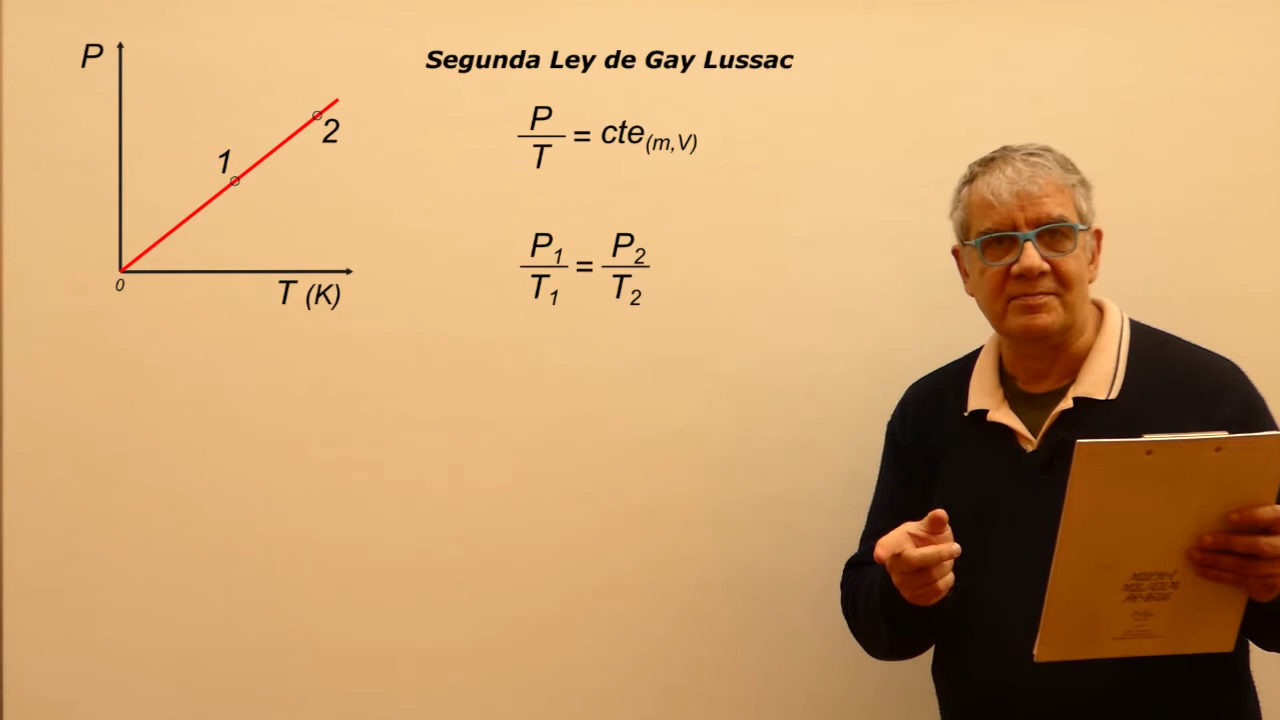 P
1
2
0
T (K)
Segunda Ley de Gay Lussac
P/T = cte(m,V)
P1/T1 = P2/T2